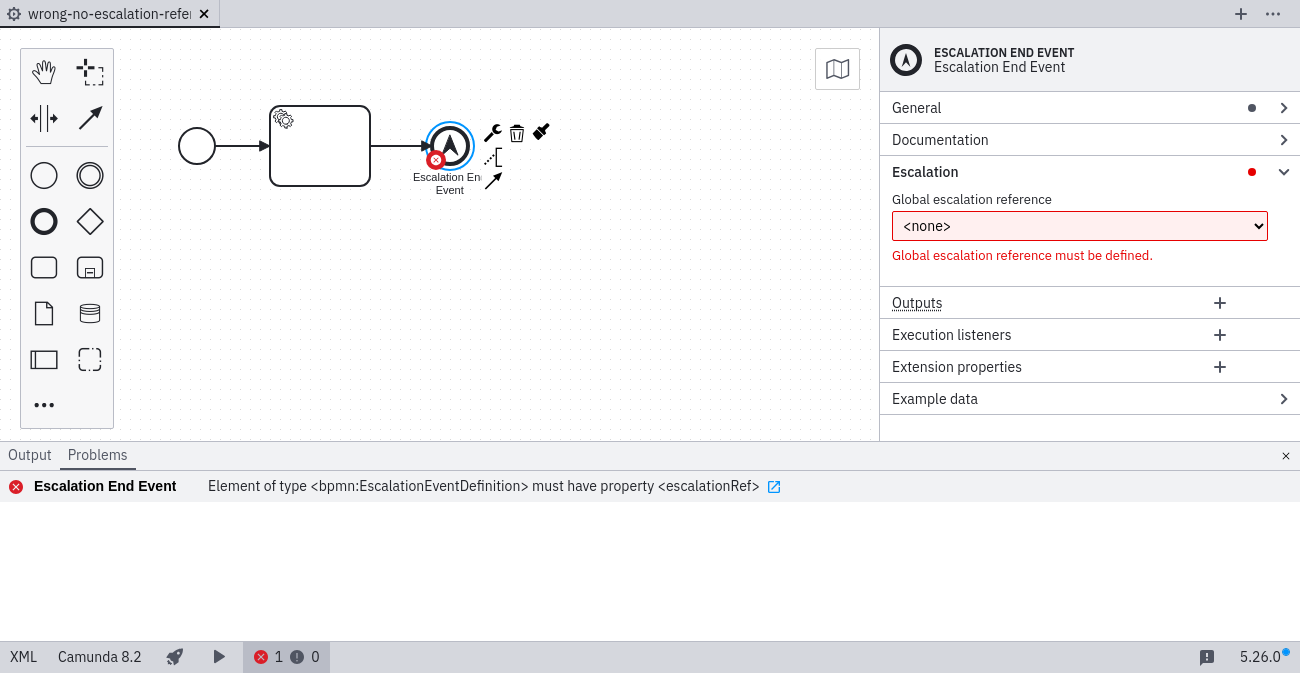 wrong-no-escalation-refe
ESCALATION END EVENT
Escalation End Event
General
Documentation
Escalation
Global escalation reference
<none>
Global escalation reference must be defined.
Outputs
Execution listeners
Extension properties
Example data
Escalation En
Event
Output
Problems
Escalation End Event
Element of type <bpmn:EscalationEventDefinition> must have property <escalationRef>
XML
Camunda 8.2
1
0
5.26.0